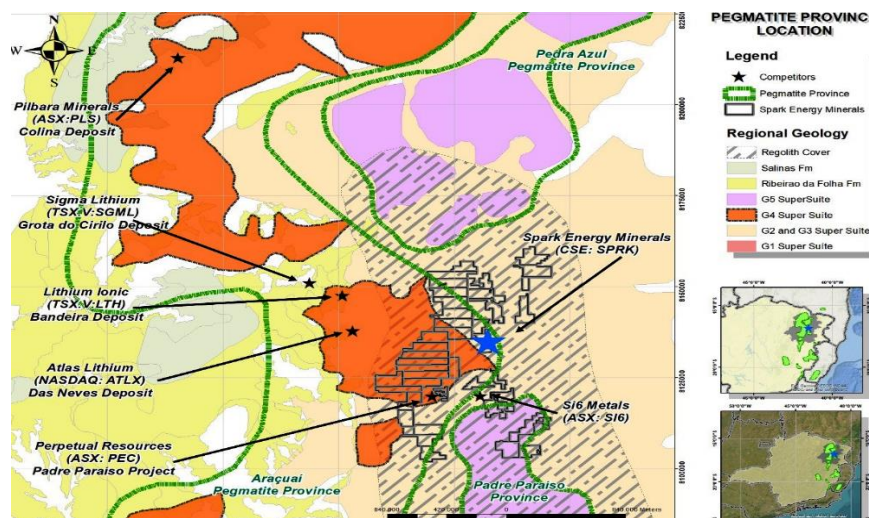 N
W
E
S
Pilbara Minerals
(ASX:PLS)
Colina Deposit
Sigma Lithium
(TSX.V:SGML)
Grota do Cirilo Deposit
Lithium Ionic
(TSX.V:LTH)
Bandeira Deposit
Atlas Lithium
(NASDAQ: ATLX)
Das Neves Deposit
Perpetual Resources
(ASX: PEC)
Padre Paraiso Project
Araçuai
Pegmatite Province
Pedra Azul
Pegmatite Province
Spark Energy Minerals
(CSE: SPRK)
Si6 Metals
(ASX: SI6)
Padre Paraiso
Province
8200000
8175000
PEGMATITE PROVINC
LOCATION
Legend
Competitors
Pegmatite Province
Spark Energy Minerals
Regional Geology
Regolith Cover
Salinas Fm
Ribeirao da Folha Fm
G5 SuperSuite
G4 Super Suite
G2 and G3 Super Suite
G1 Super Suite